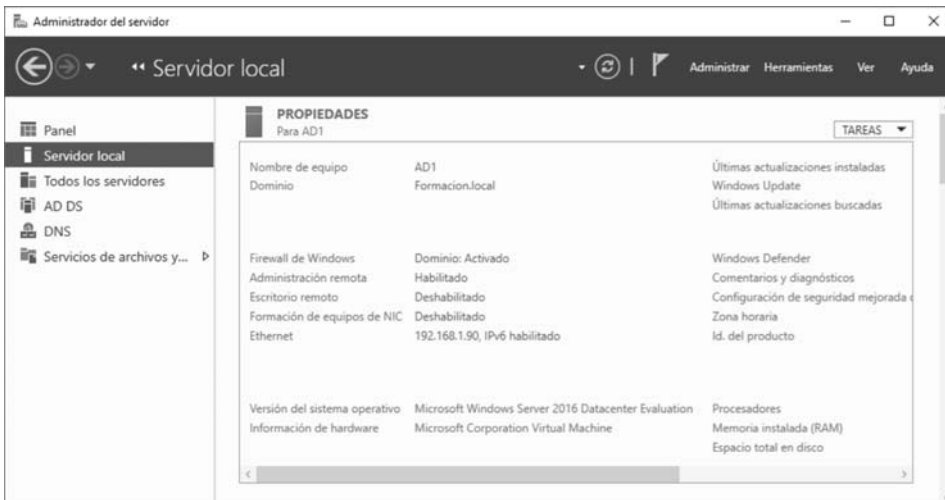 Administrador del servidor
Servidor local
Administrar Herramientas Ver Ayuda
Panel
Servidor local
Todos los servidores
AD DS
DNS
Servicios de archivos y...
PROPIEDADES
Para AD1
TAREAS
Nombre de equipo AD1 Últimas actualizaciones instaladas
Dominio Formacion.local Windows Update
Últimas actualizaciones buscadas
Firewall de Windows Dominio: Activado Windows Defender
Administración remota Habilitado Comentarios y diagnósticos
Escritorio remoto Deshabilitado Configuración de seguridad mejorada
Formación de equipos de NIC Deshabilitado Zona horaria
Ethernet 192.168.1.90, IPv6 habilitado Id. del producto
Versión del sistema operativo Microsoft Windows Server 2016 Datacenter Evaluation Procesadores
Información de hardware Microsoft Corporation Virtual Machine Memoria instalada (RAM)
Espacio total en disco